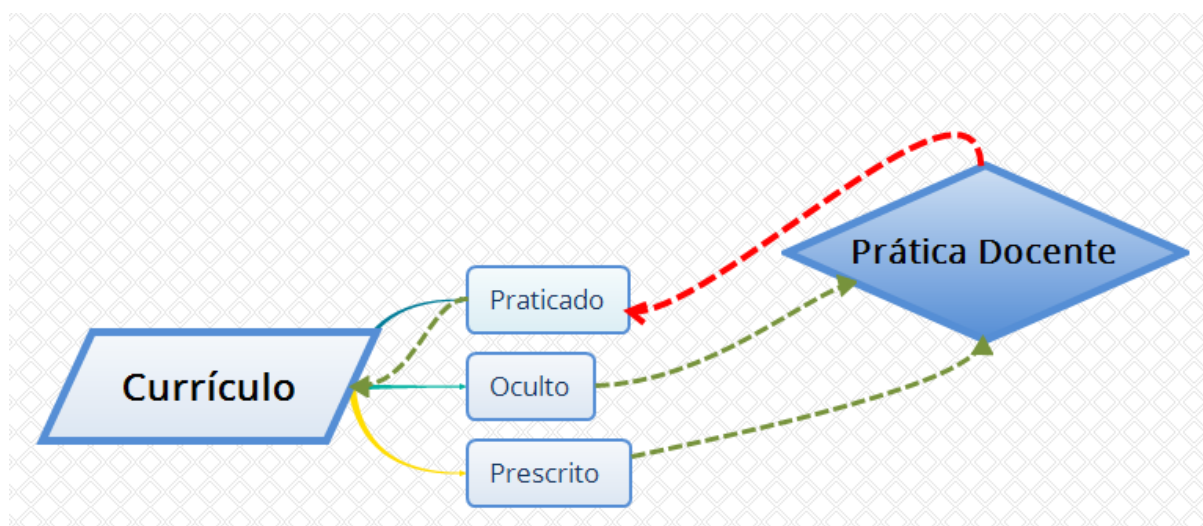 Prática Docente
Praticado
Currículo
Oculto
Prescrito